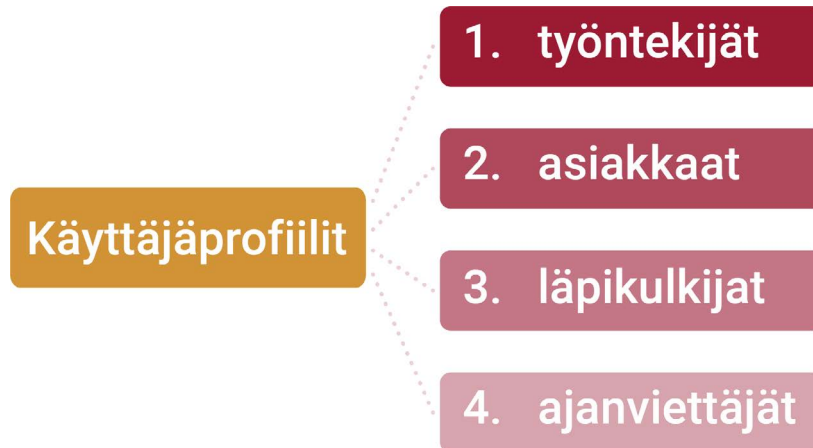 Käyttäjäprofiilit
1. työntekijät
2. asiakkaat
3. läpikulkijat
4. ajanviettäjät